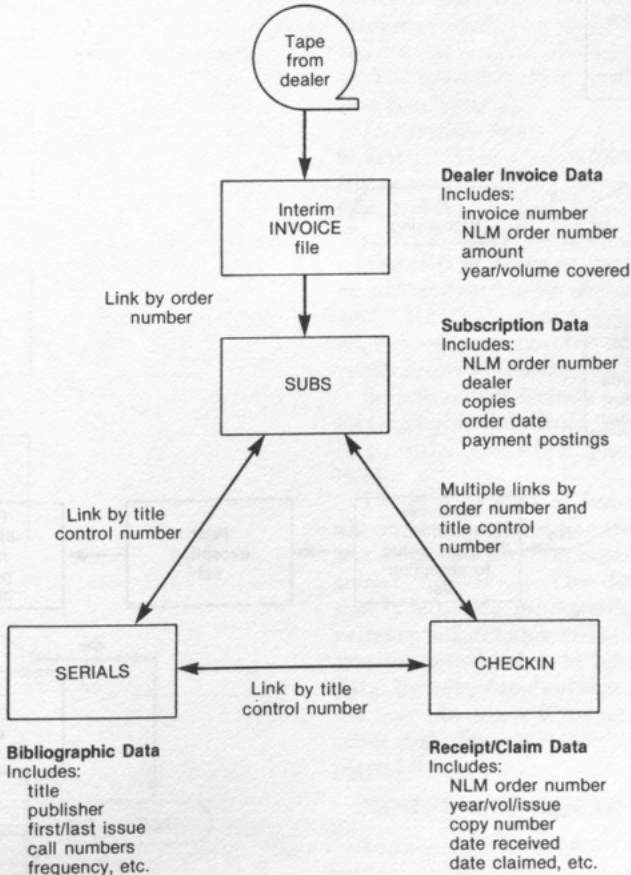 Tape
from
dealer
Interim
INVOICE
file
Dealer Invoice Data
Includes:
invoice number
NLM order number
amount
year/volume covered
Link by order
number
SUBS
Subscription Data
Includes:
NLM order number
dealer
copies
order date
payment postings
Link by title
control number
Multiple links by
order number and
title control
number
SERIALS
Link by title
control number
CHECKIN
Bibliographic Data
Includes:
title
publisher
first/last issue
call numbers
frequency, etc.
Receipt/Claim Data
Includes:
NLM order number
year/vol/issue
copy number
date received
date claimed, etc.